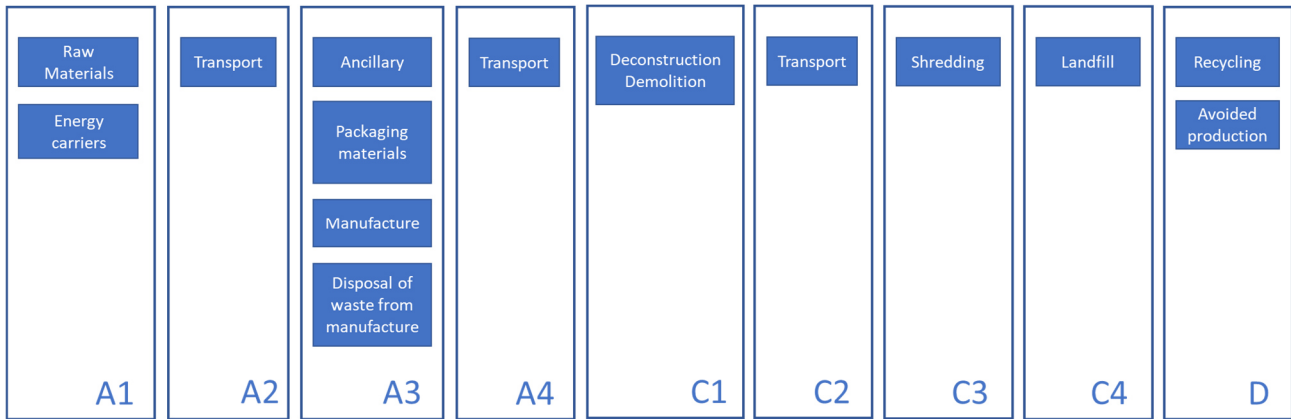 Raw
Materials
Energy
carriers
A1
Transport
A2
Ancillary
Packaging
materials
Manufacture
Disposal of
waste from
manufacture
A3
Transport
A4
Deconstruction
Demolition
C1
Transport
C2
Shredding
C3
Landfill
C4
Recycling
Avoided
production
D